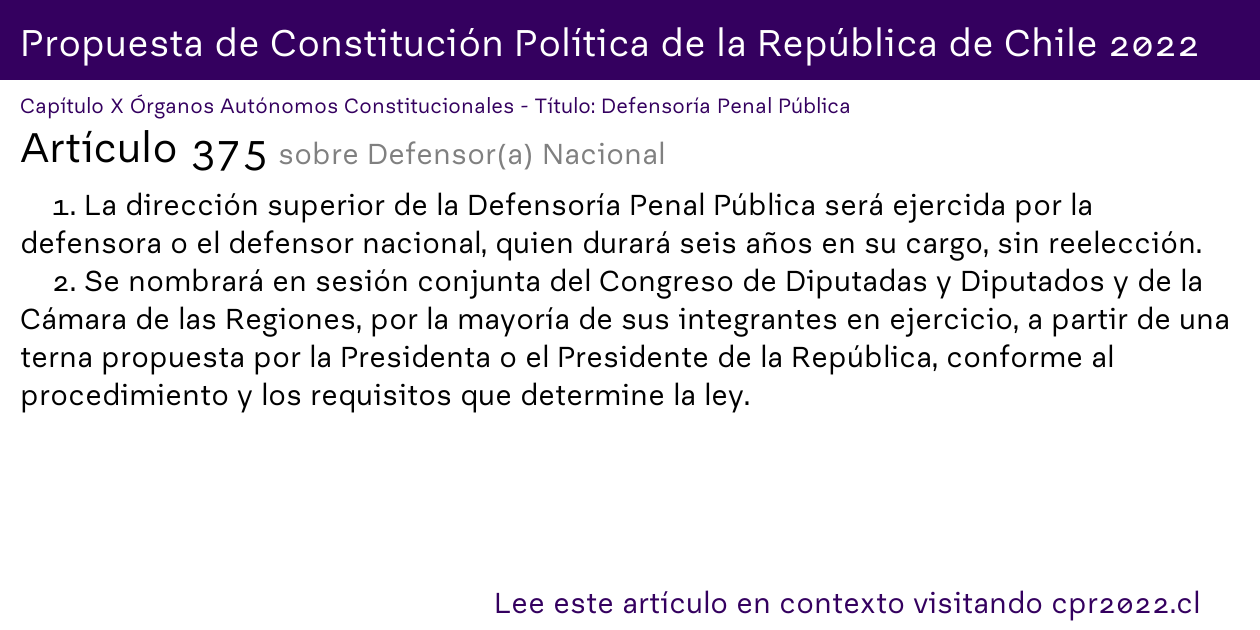 Propuesta de Constitución Política de la República de Chile 2022
Capítulo X Órganos Autónomos Constitucionales - Título: Defensoría Penal Pública
Artículo 375 sobre Defensor(a) Nacional
1. La dirección superior de la Defensoría Penal Pública será ejercida por la
defensora o el defensor nacional, quien durará seis años en su cargo, sin reelección.
2. Se nombrará en sesión conjunta del Congreso de Diputadas y Diputados y de la
Cámara de las Regiones, por la mayoría de sus integrantes en ejercicio, a partir de una
terna propuesta por la Presidenta o el Presidente de la República, conforme al
procedimiento y los requisitos que determine la ley.
Lee este artículo en contexto visitando cpr2022.cl